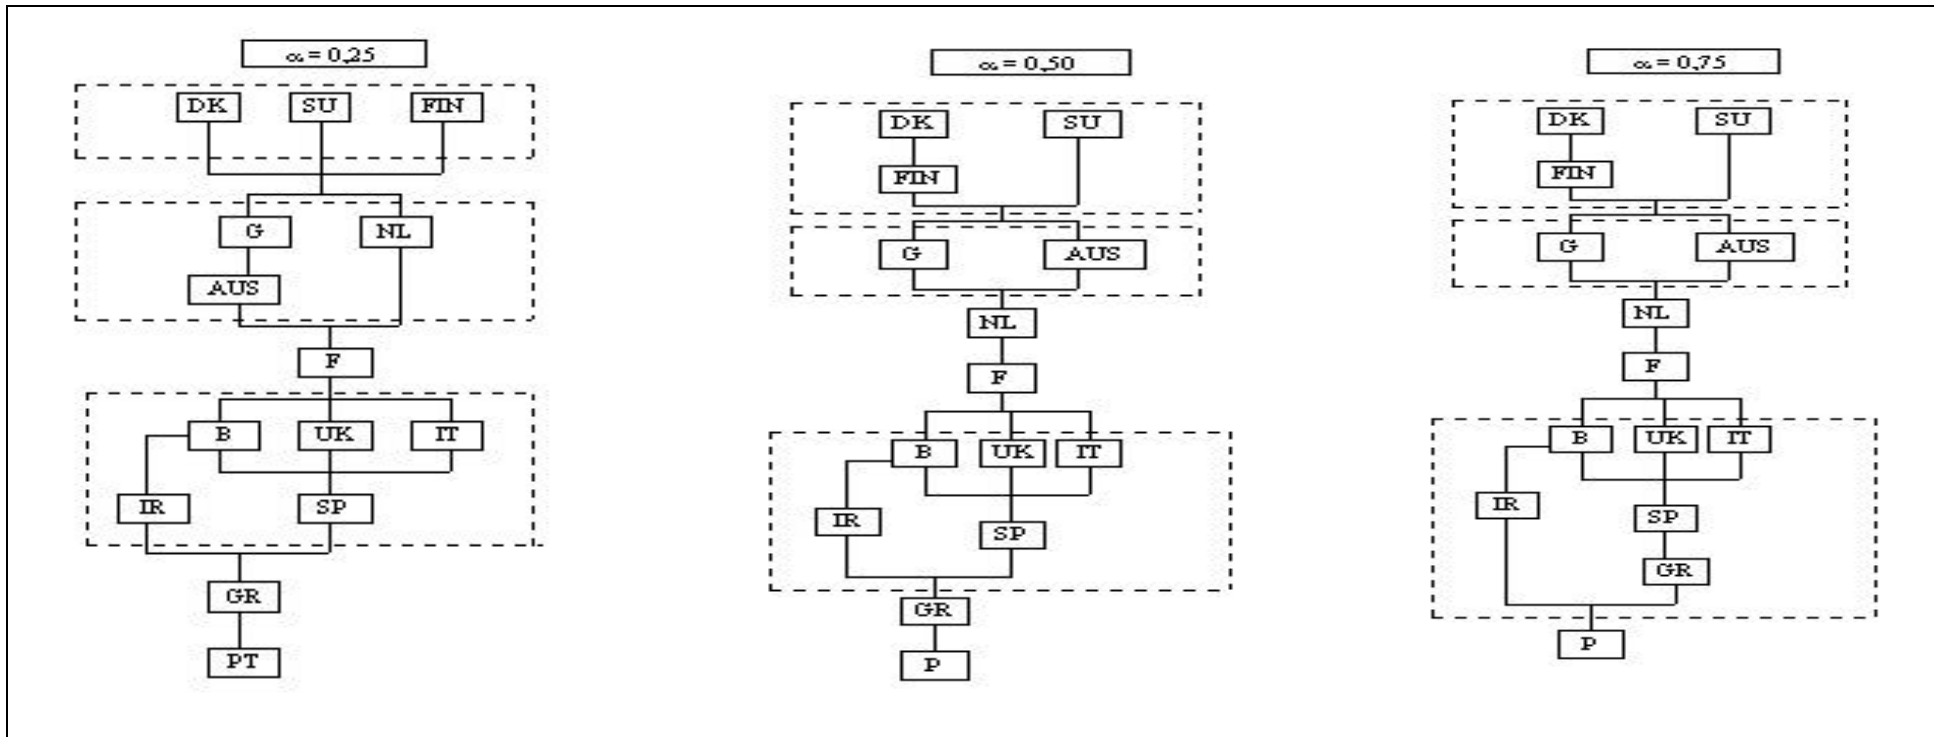 α = 0,25
DK SU FIN
G NL
AUS
F
B UK IT
IR SP
GR
PT
α = 0,50
DK SU
FIN
G AUS
NL
F
B UK IT
IR SP
GR
P
α = 0,75
DK SU
FIN
G AUS
NL
F
B UK IT
IR SP
GR
P